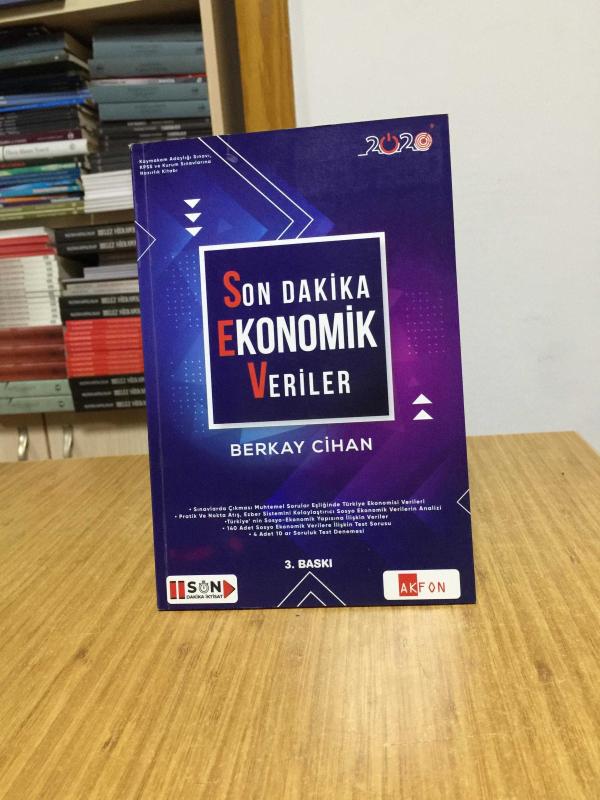 Kaymakam Adaylığı Sınavı,
KPSS ve Kurum Sınavlarına
Hazırlık Kitabı
2020
SON DAKİKA
EKONOMİK
VERİLER
BERKAY CİHAN
• Sınavlarda Çıkması Muhtemel Sorular Eşliğinde Türkiye Ekonomisi Verileri
• Pratik Ve Nokta Atış, Ezber Sistemini Kolaylaştırıcı Sosyo Ekonomik Verilerin Analizi
•Türkiye' nin Sosyo-Ekonomik Yapısına İlişkin Veriler
• 140 Adet Sosyo Ekonomik Verilere İlişkin Test Sorusu
• 4 Adet 10 ar Soruluk Test Denemesi
3. BASKI
SON
DAKİKA İKTİSAT
AKFON